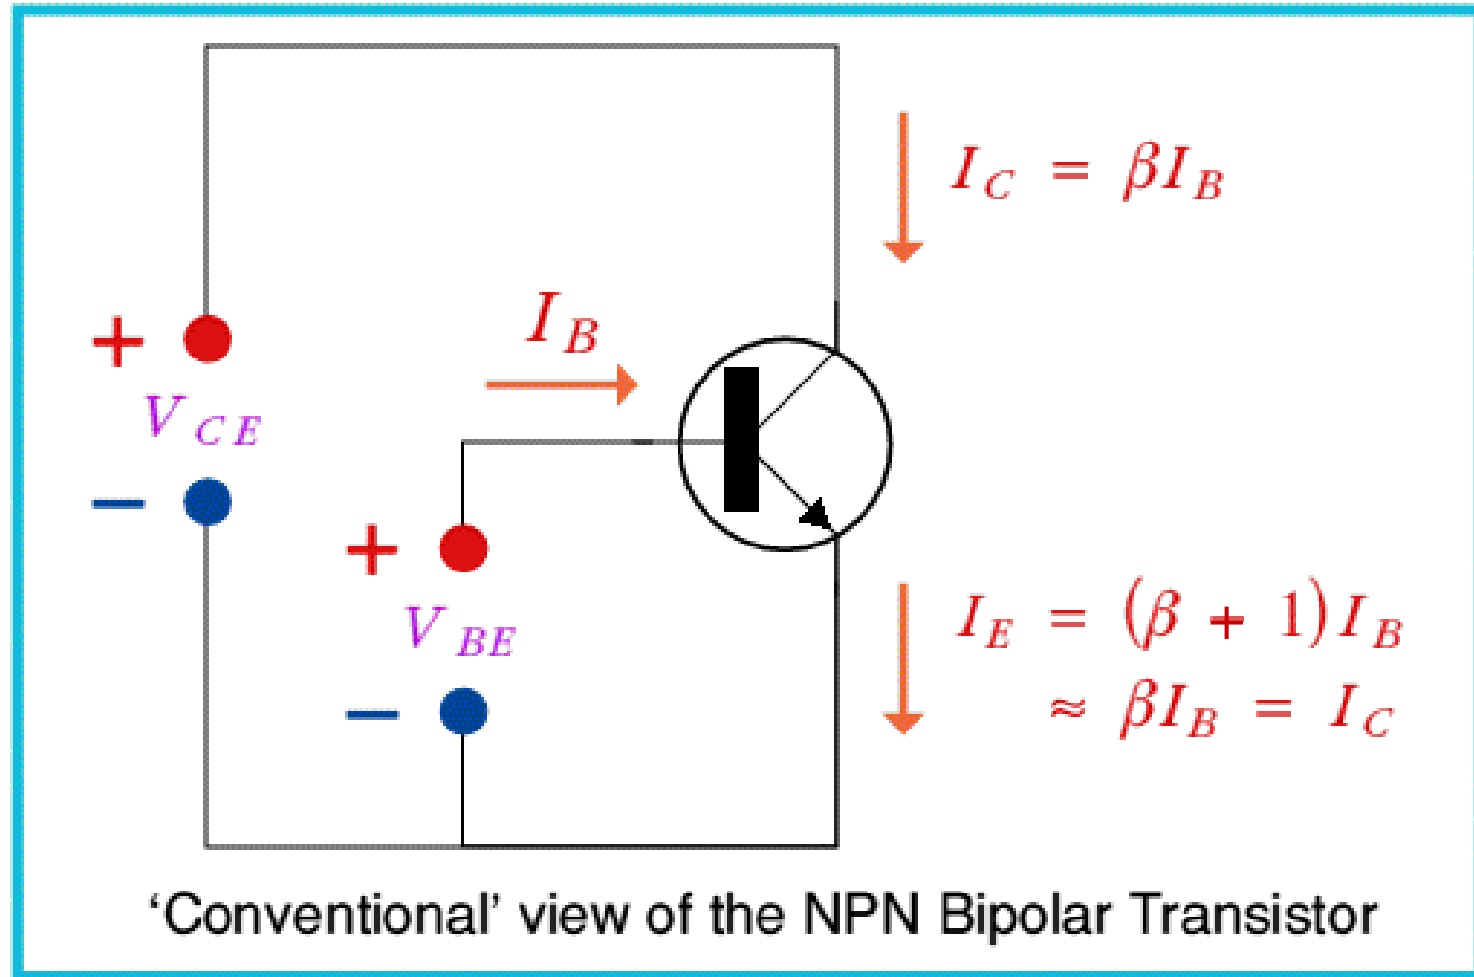 I_C = βI_B
I_B
+
V_CE
−
+
V_BE
−
I_E = (β + 1)I_B
≈ βI_B = I_C
‘Conventional’ view of the NPN Bipolar Transistor